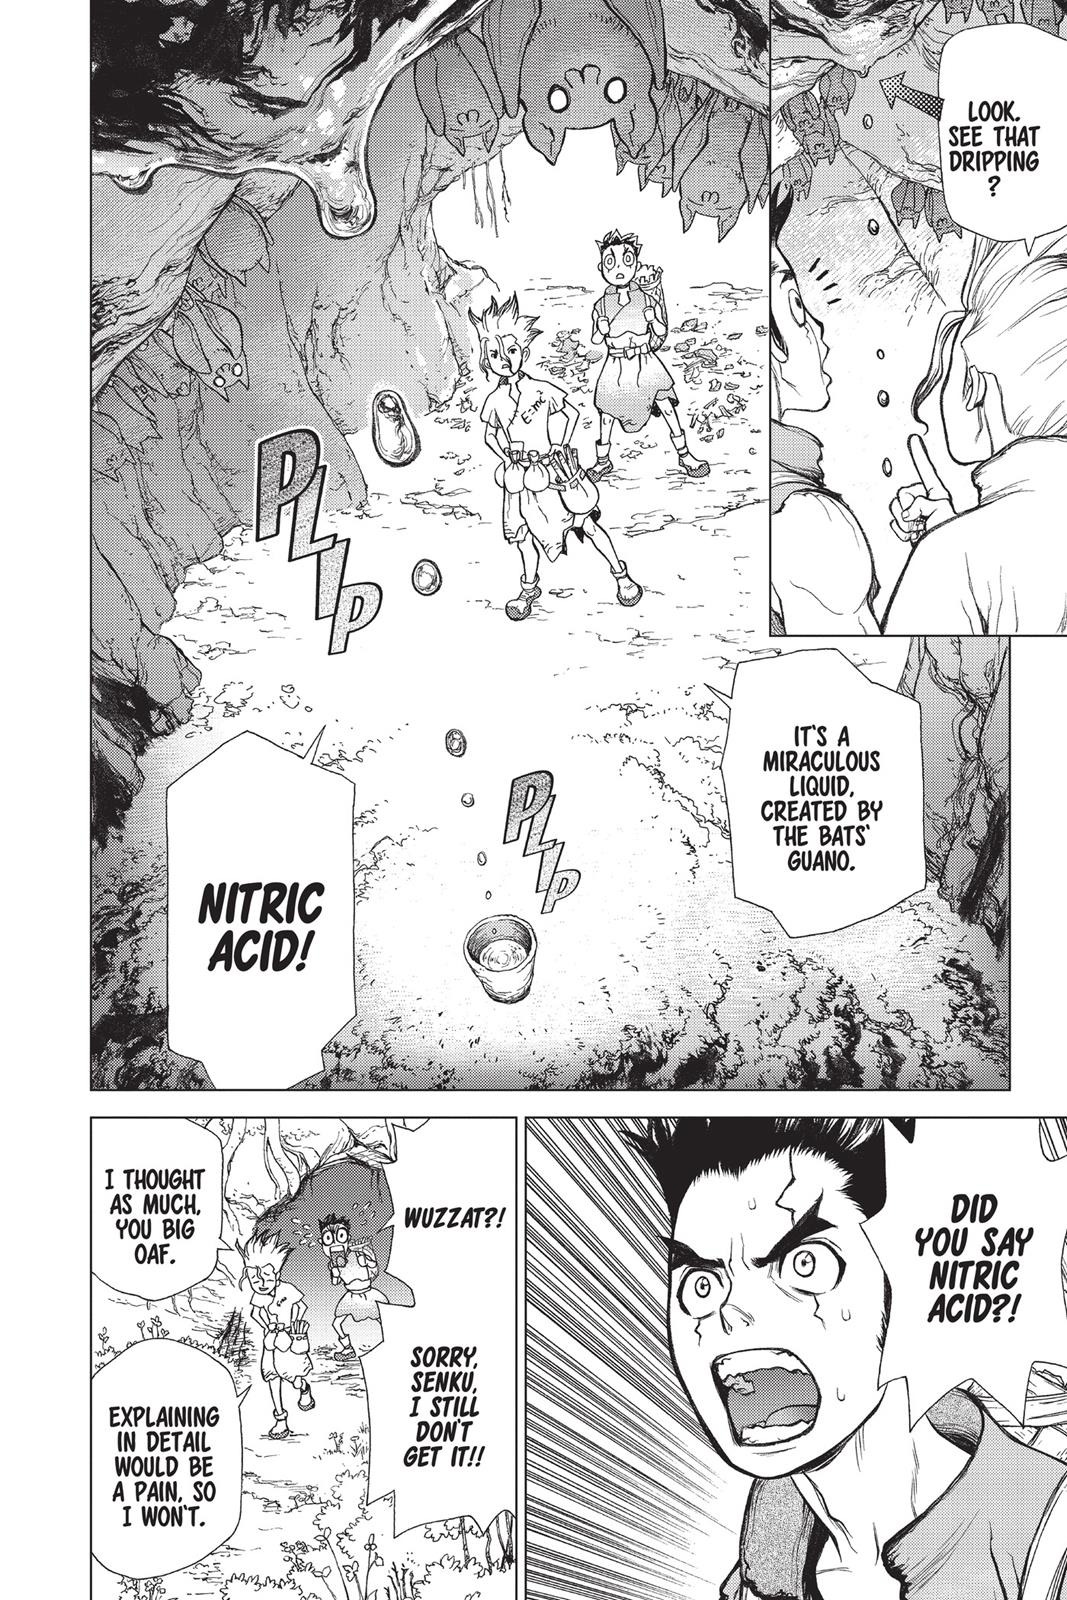 LOOK.
SEE THAT
DRIPPING
?
E=mc²
PLIP
PLIP
IT'S A
MIRACULOUS
LIQUID,
CREATED BY
THE BATS'
GUANO.
NITRIC
ACID!
DID
YOU SAY
NITRIC
ACID?!
WUZZAT?!
SORRY,
SENKU,
I STILL
DON'T
GET IT!!
I THOUGHT
AS MUCH,
YOU BIG
OAF.
EXPLAINING
IN DETAIL
WOULD BE
A PAIN, SO
I WON'T.